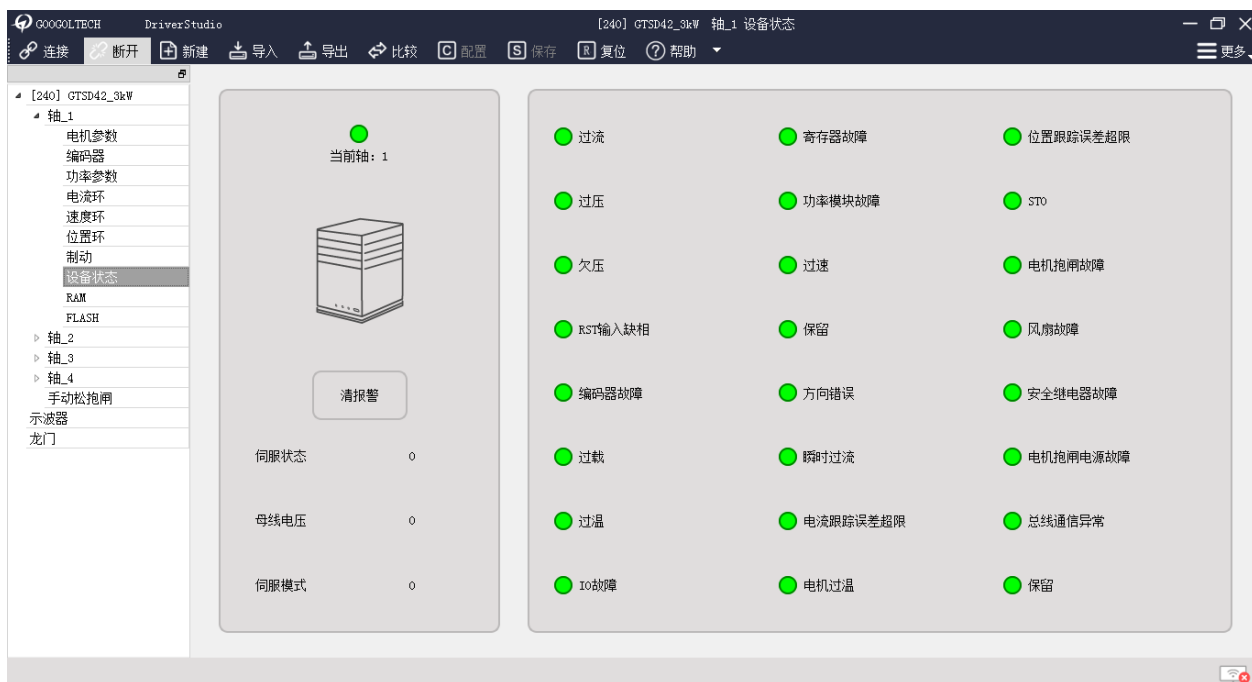 GOOGOLTECH DriverStudio [240] GTSD42_3kW 轴_1 设备状态
连接 断开 新建 导入 导出 比较 C 配置 S 保存 R 复位 ? 帮助 更多
[240] GTSD42_3kW
轴_1
电机参数
编码器
功率参数
电流环
速度环
位置环
制动
设备状态
RAM
FLASH
轴_2
轴_3
轴_4
手动松抱闸
示波器
龙门
当前轴: 1
清报警
伺服状态 0
母线电压 0
伺服模式 0
过流 寄存器故障 位置跟踪误差超限
过压 功率模块故障 STO
欠压 过速 电机抱闸故障
RST输入缺相 保留 风扇故障
编码器故障 方向错误 安全继电器故障
过载 瞬时过流 电机抱闸电源故障
过温 电流跟踪误差超限 总线通信异常
IO故障 电机过温 保留